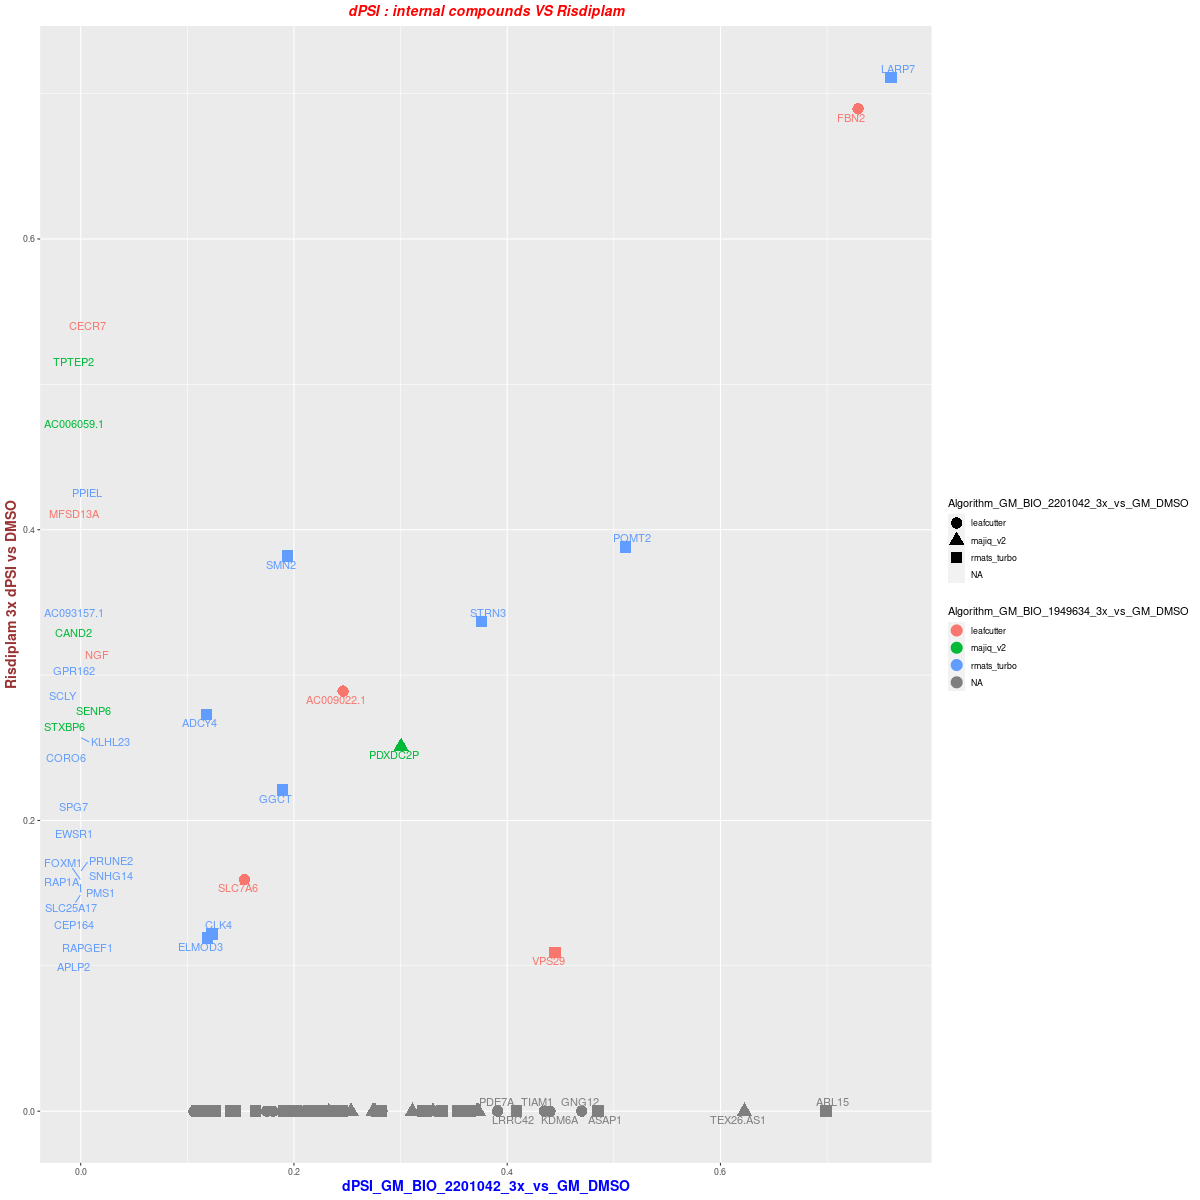 dPSI : internal compounds VS Risdiplam
LARP7
FBN2
0.6
CECR7
TPTEP2
AC006059.1
PPIEL
MFSD13A
0.4
POMT2
SMN2
AC093157.1
STRN3
CAND2
NGF
GPR162
SCLY
AC009022.1
SENP6
ADCY4
STXBP6
KLHL23
CORO6
PDXDC2P
GGCT
SPG7
0.2
EWSR1
FOXM1
PRUNE2
SNHG14
RAP1A
SLC7A6
PMS1
SLC25A17
CEP164
CLK4
RAPGEF1
ELMOD3
VPS29
APLP2
0.0
PDE7A
TIAM1
GNG12
ARL15
LRRC42
KDM6A
ASAP1
TEX26.AS1
0.0
0.2
0.4
0.6
dPSI_GM_BIO_2201042_3x_vs_GM_DMSO
Risdiplam 3x dPSI vs DMSO
Algorithm_GM_BIO_2201042_3x_vs_GM_DMSO
leafcutter
majiq_v2
rmats_turbo
NA
Algorithm_GM_BIO_1949634_3x_vs_GM_DMSO
leafcutter
majiq_v2
rmats_turbo
NA